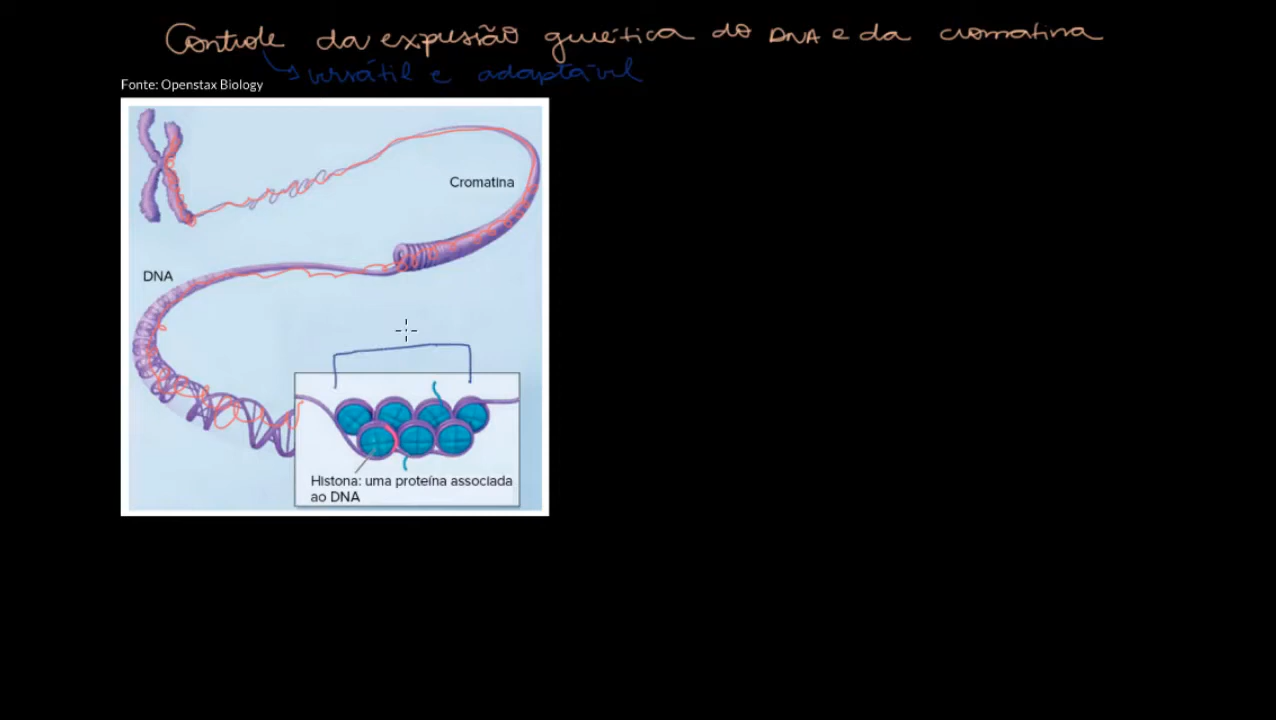 Controle da expressão genética do DNA e da cromatina
↳ versátil e adaptável
Fonte: Openstax Biology
Cromatina
DNA
Histona: uma proteína associada
ao DNA